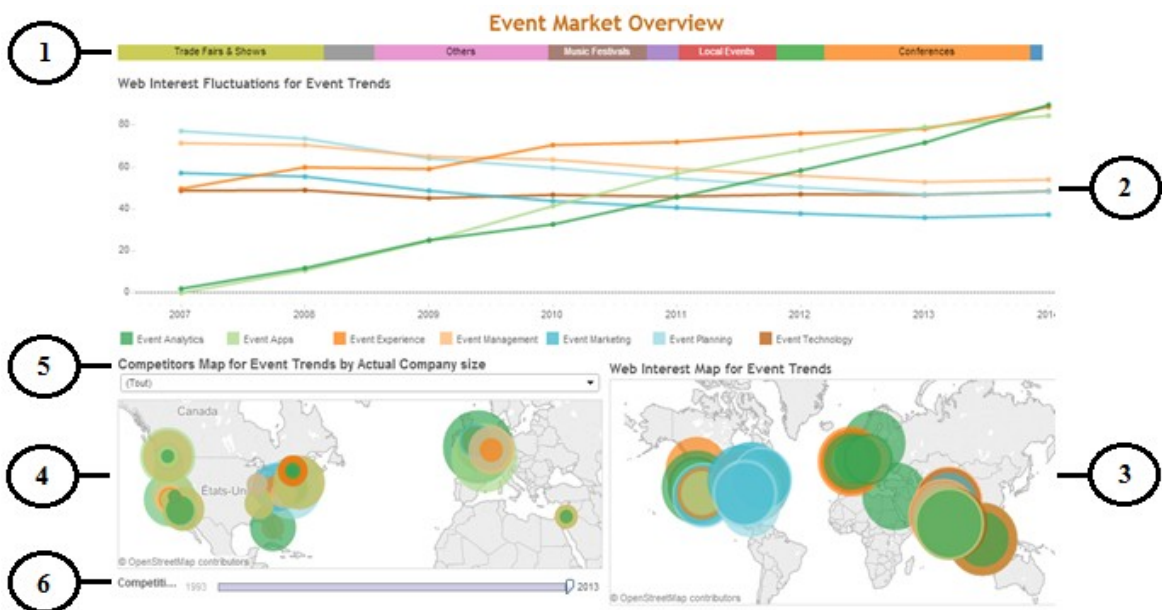 Event Market Overview
1
Trade Fairs & Shows Others Music Festivals Local Events Conferences
Web Interest Fluctuations for Event Trends
80
60
40
20
0
2
2007 2008 2009 2010 2011 2012 2013 2014
Event Analytics Event Apps Event Experience Event Management Event Marketing Event Planning Event Technology
5
Competitors Map for Event Trends by Actual Company size
(Tout)
Canada
États-Un
© OpenStreetMap contributors
4
Web Interest Map for Event Trends
© OpenStreetMap contributors
3
6
Competiti... 1993 2013